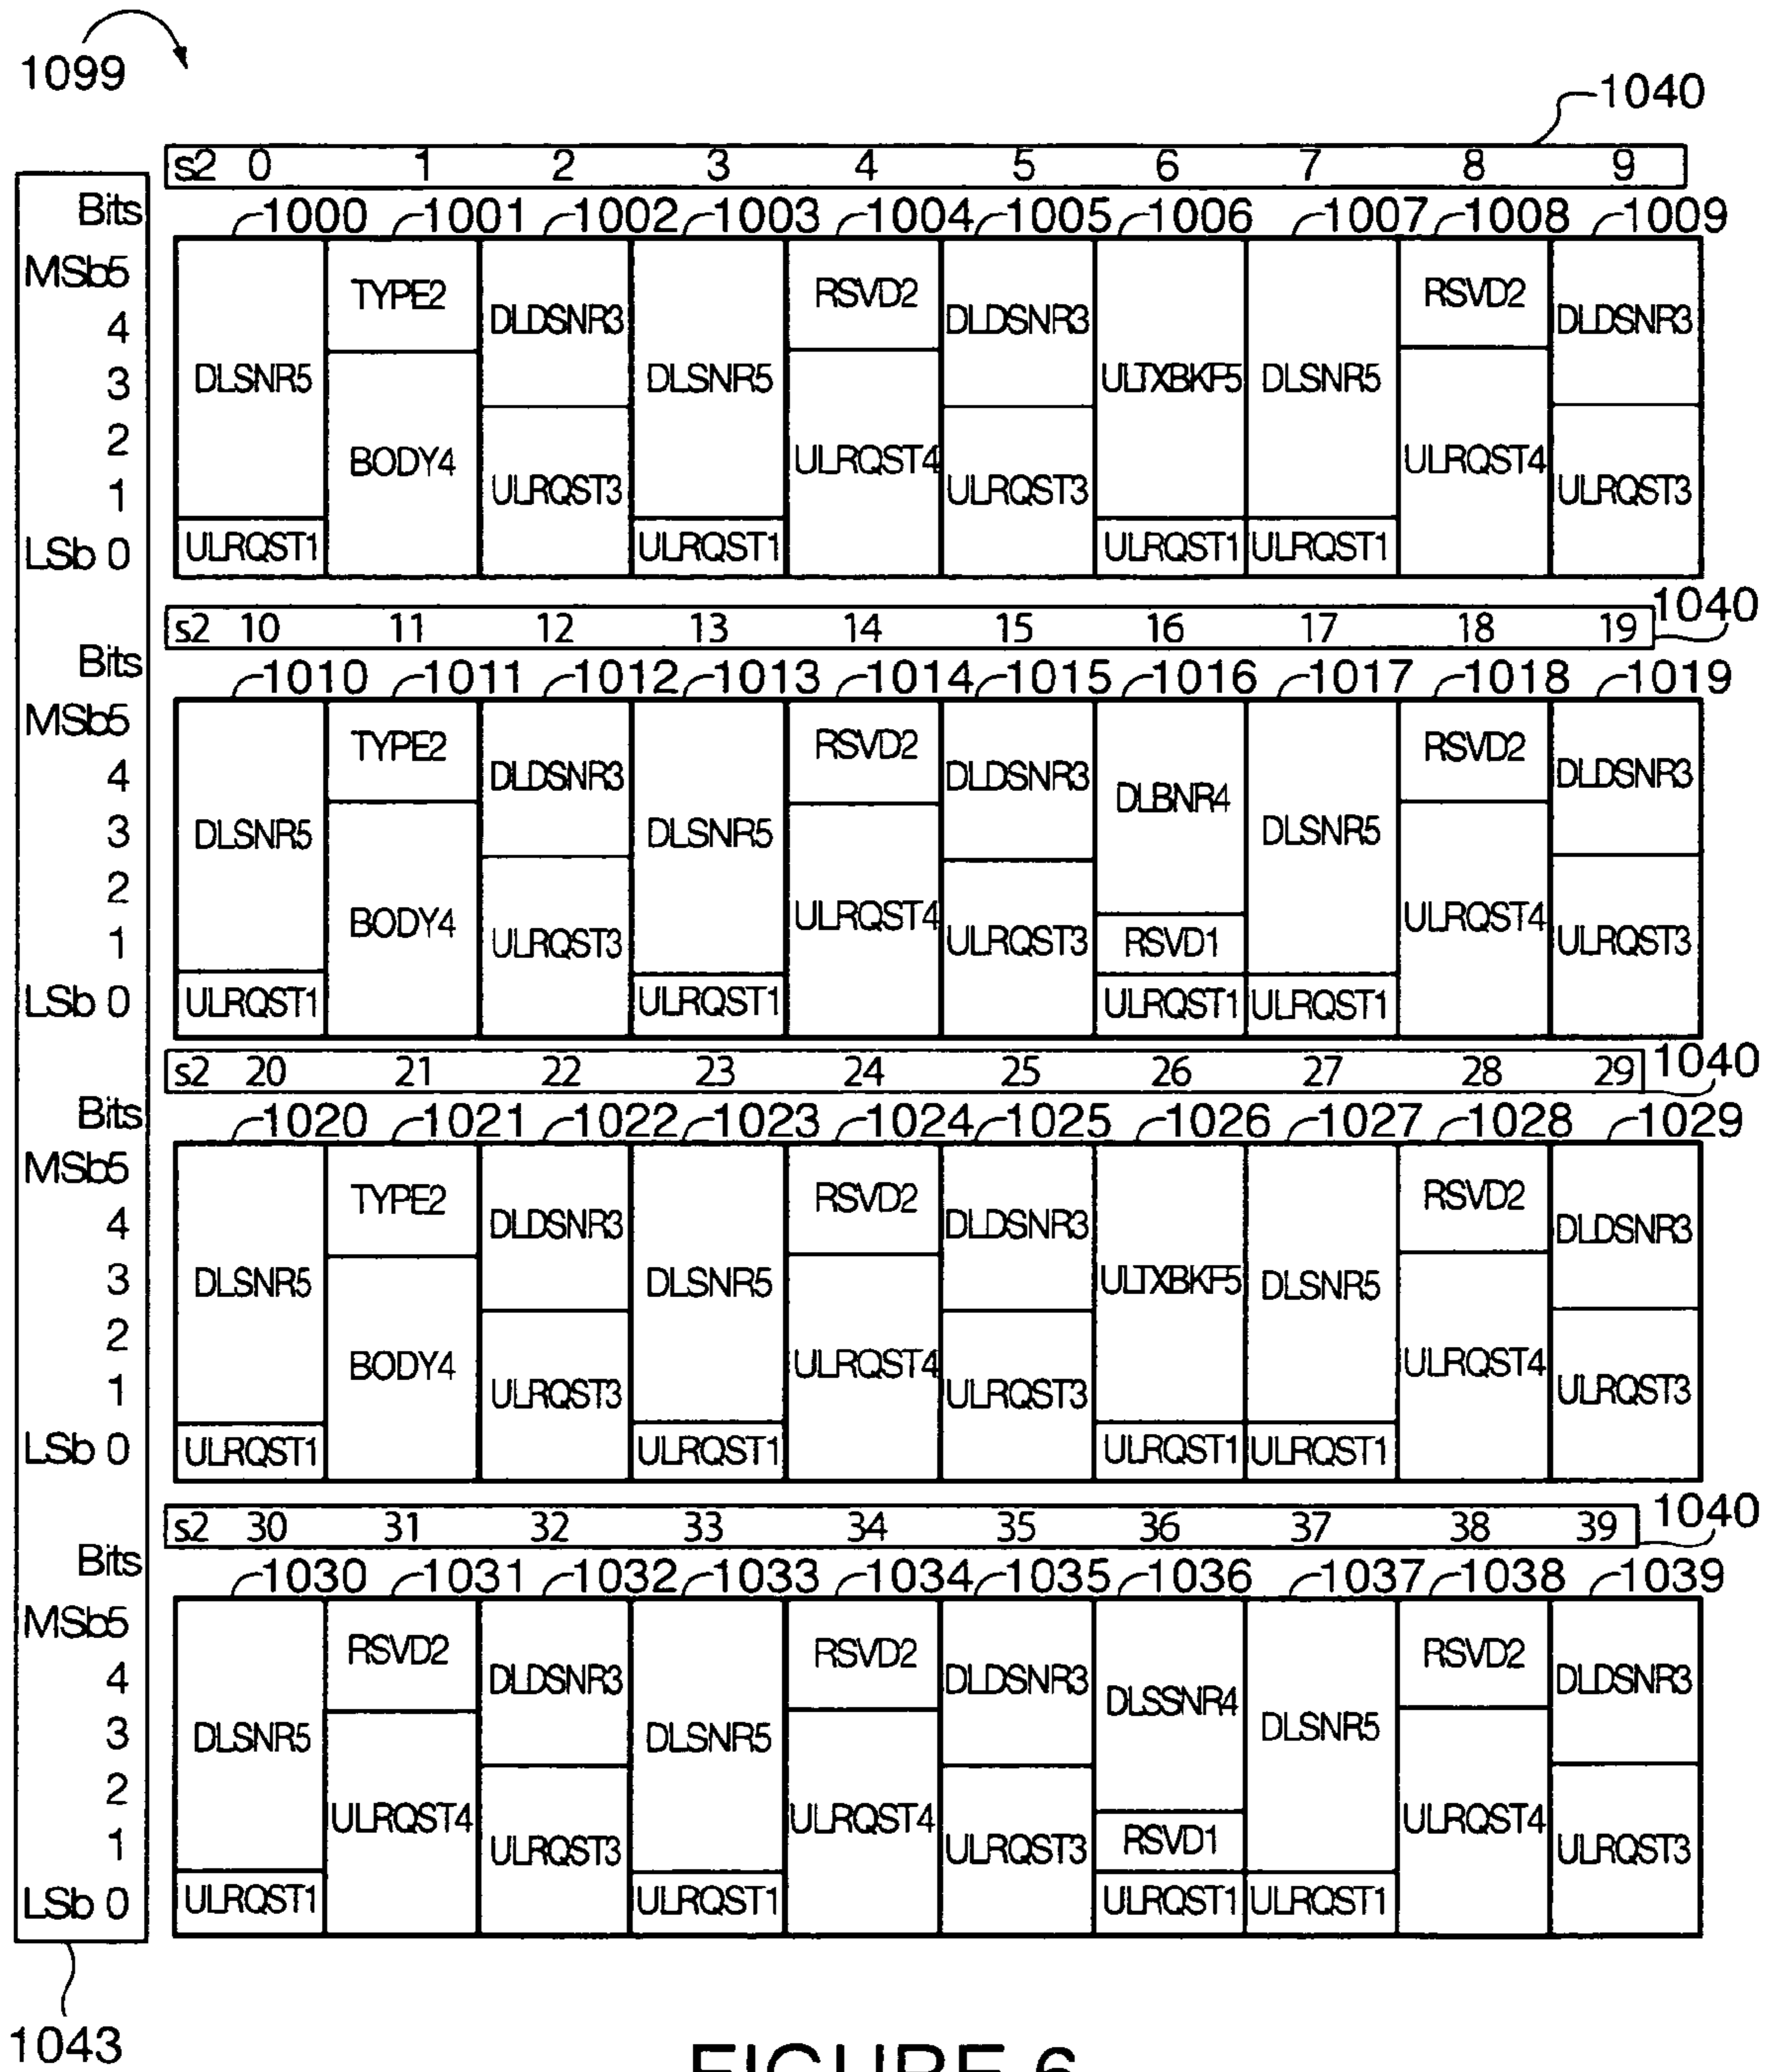 1099
1040
s2 0 1 2 3 4 5 6 7 8 9
Bits 1000 1001 1002 1003 1004 1005 1006 1007 1008 1009
MSb5 TYPE2 RSVD2 RSVD2
4 DLDSNR3 DLDSNR3 DLDSNR3
3 DLSNR5 DLSNR5 ULTXBKF5 DLSNR5
2 BODY4 ULRQST4 ULRQST4
1 ULRQST3 ULRQST3 ULRQST3
LSb 0 ULRQST1 ULRQST1 ULRQST1 ULRQST1
s2 10 11 12 13 14 15 16 17 18 19 1040
Bits 1010 1011 1012 1013 1014 1015 1016 1017 1018 1019
MSb5 TYPE2 RSVD2 RSVD2
4 DLDSNR3 DLDSNR3 DLBNR4 DLDSNR3
3 DLSNR5 DLSNR5 DLSNR5
2 BODY4 ULRQST4 ULRQST4
1 ULRQST3 ULRQST3 RSVD1 ULRQST3
LSb 0 ULRQST1 ULRQST1 ULRQST1 ULRQST1
s2 20 21 22 23 24 25 26 27 28 29 1040
Bits 1020 1021 1022 1023 1024 1025 1026 1027 1028 1029
MSb5 TYPE2 RSVD2 RSVD2
4 DLDSNR3 DLDSNR3 DLDSNR3
3 DLSNR5 DLSNR5 ULTXBKF5 DLSNR5
2 BODY4 ULRQST4 ULRQST4
1 ULRQST3 ULRQST3 ULRQST3
LSb 0 ULRQST1 ULRQST1 ULRQST1 ULRQST1
s2 30 31 32 33 34 35 36 37 38 39 1040
Bits 1030 1031 1032 1033 1034 1035 1036 1037 1038 1039
MSb5 RSVD2 RSVD2 RSVD2
4 DLDSNR3 DLDSNR3 DLSSNR4 DLDSNR3
3 DLSNR5 DLSNR5 DLSNR5
2 ULRQST4 ULRQST4 ULRQST4
1 ULRQST3 ULRQST3 RSVD1 ULRQST3
LSb 0 ULRQST1 ULRQST1 ULRQST1 ULRQST1
1043
FIGURE 6